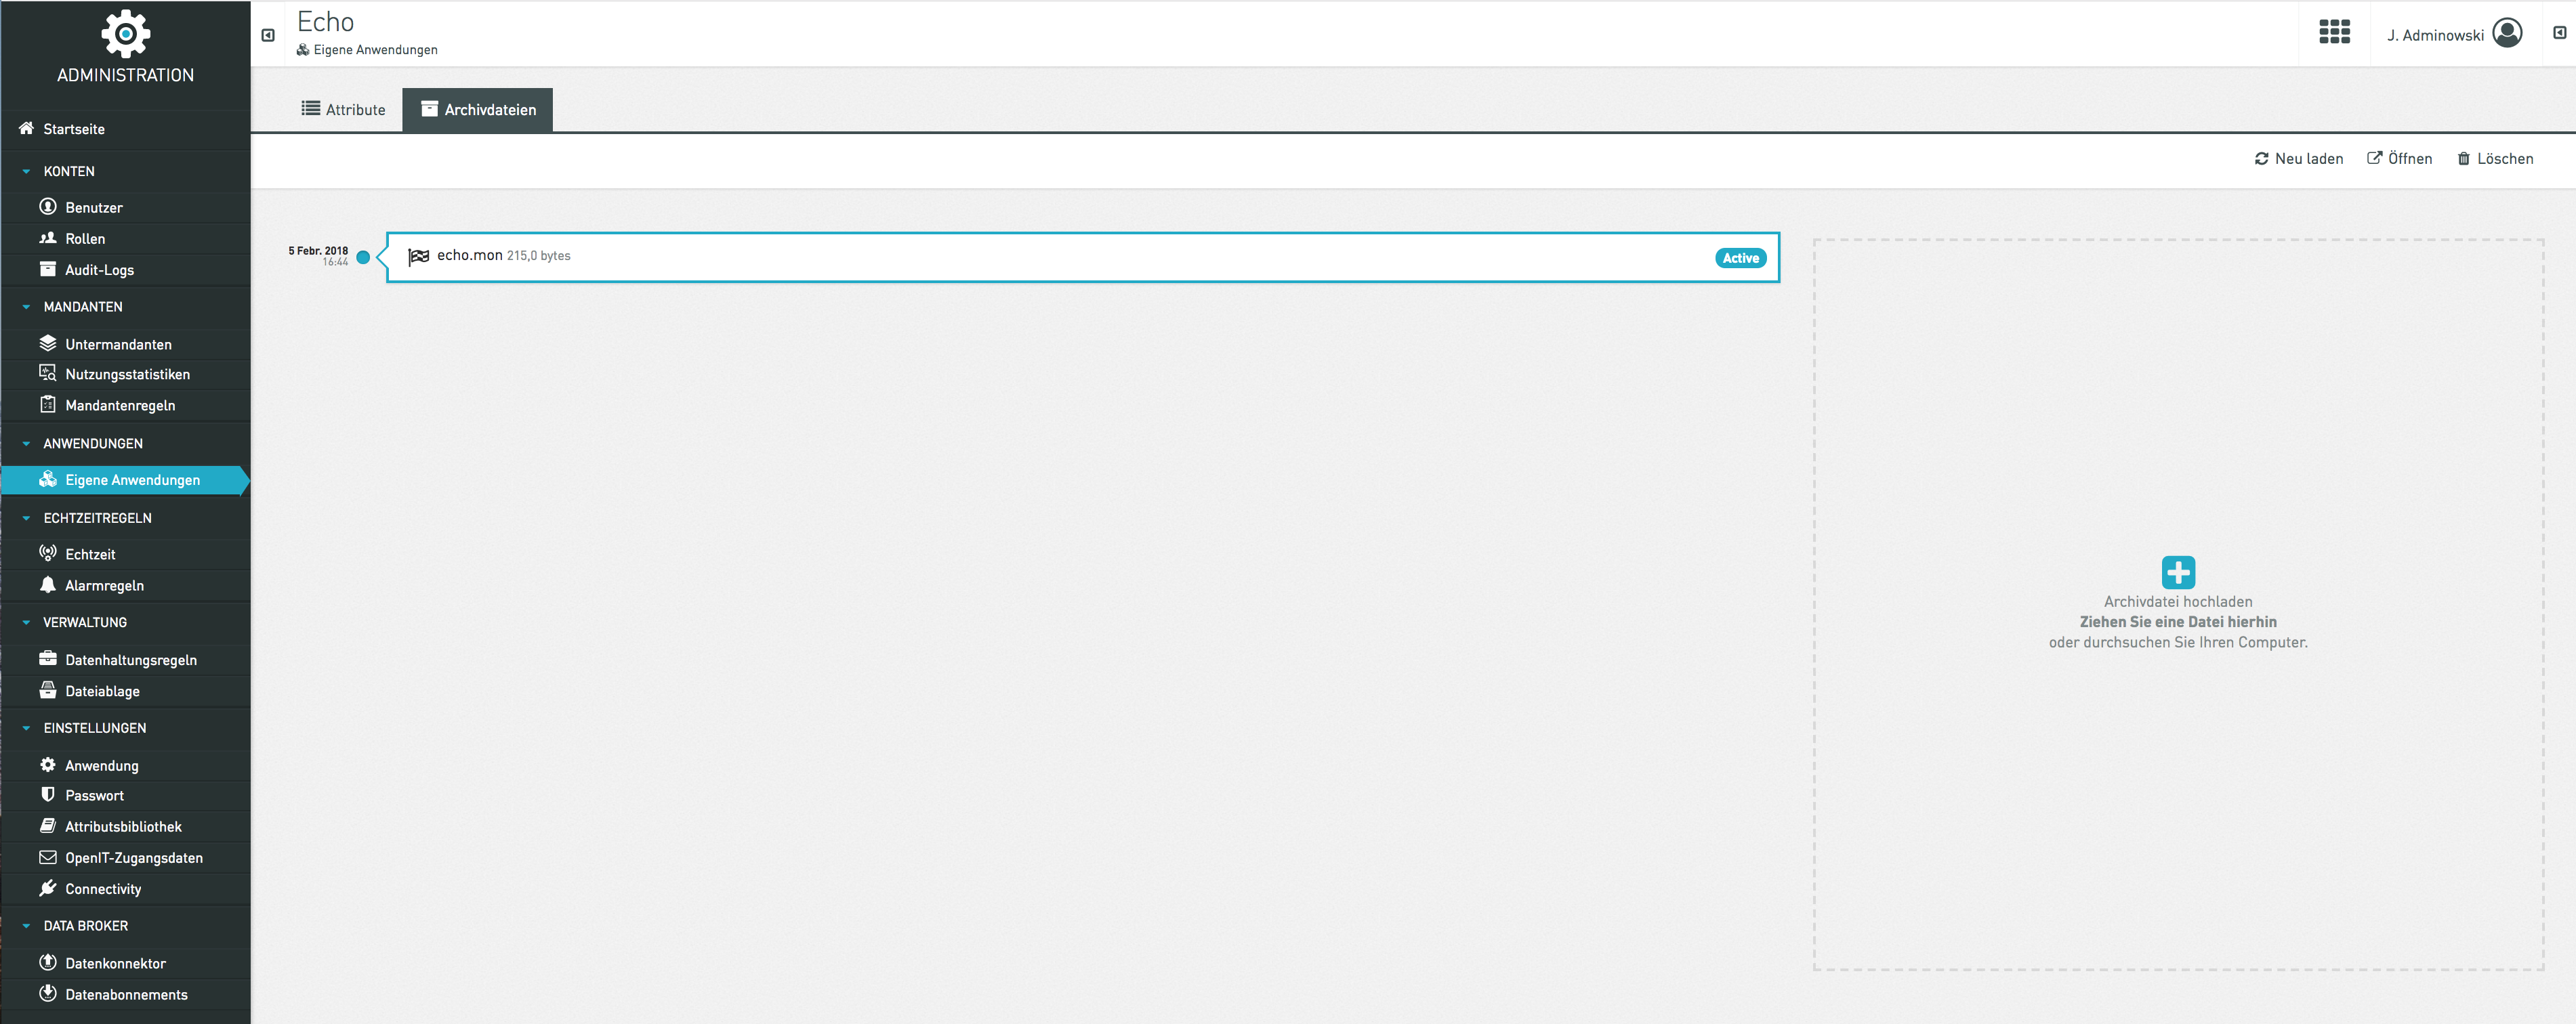 ADMINISTRATION
Startseite
KONTEN
Benutzer
Rollen
Audit-Logs
MANDANTEN
Untermandanten
Nutzungsstatistiken
Mandantenregeln
ANWENDUNGEN
Eigene Anwendungen
ECHTZEITREGELN
Echtzeit
Alarmregeln
VERWALTUNG
Datenhaltungsregeln
Dateiablage
EINSTELLUNGEN
Anwendung
Passwort
Attributsbibliothek
OpenIT-Zugangsdaten
Connectivity
DATA BROKER
Datenkonnektor
Datenabonnements
Echo
Eigene Anwendungen
J. Adminowski
Attribute
Archivdateien
Neu laden
Öffnen
Löschen
5 Febr. 2018
16:44
echo.mon 215,0 bytes
Active
Archivdatei hochladen
Ziehen Sie eine Datei hierhin
oder durchsuchen Sie Ihren Computer.